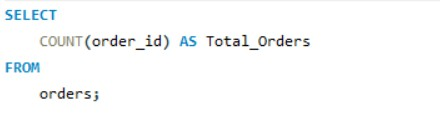 SELECT
    COUNT(order_id) AS Total_Orders
FROM
    orders;